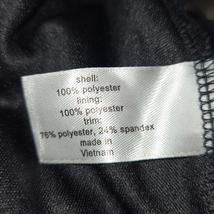 shell:
100% polyester
lining:
100% polyester
trim:
76% polyester, 24% spandex
made in
Vietnam